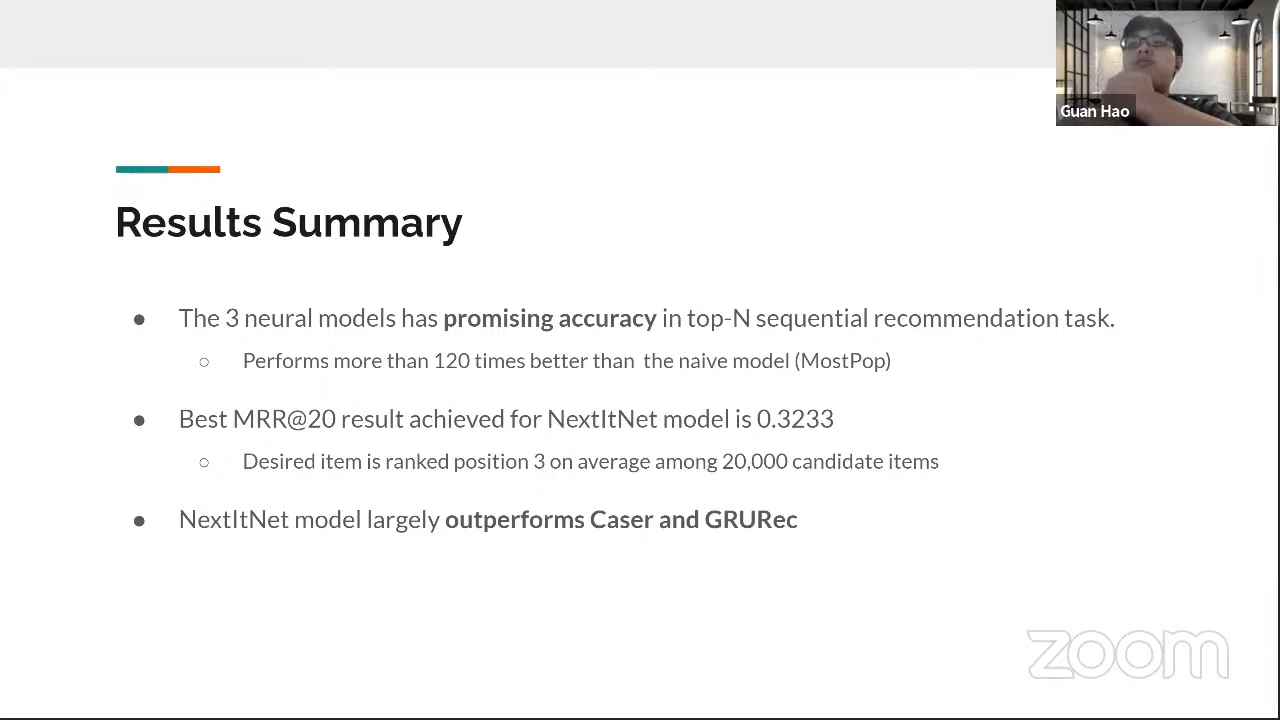 Guan Hao
Results Summary
● The 3 neural models has promising accuracy in top-N sequential recommendation task.
○ Performs more than 120 times better than the naive model (MostPop)
● Best MRR@20 result achieved for NextItNet model is 0.3233
○ Desired item is ranked position 3 on average among 20,000 candidate items
● NextItNet model largely outperforms Caser and GRURec
zoom